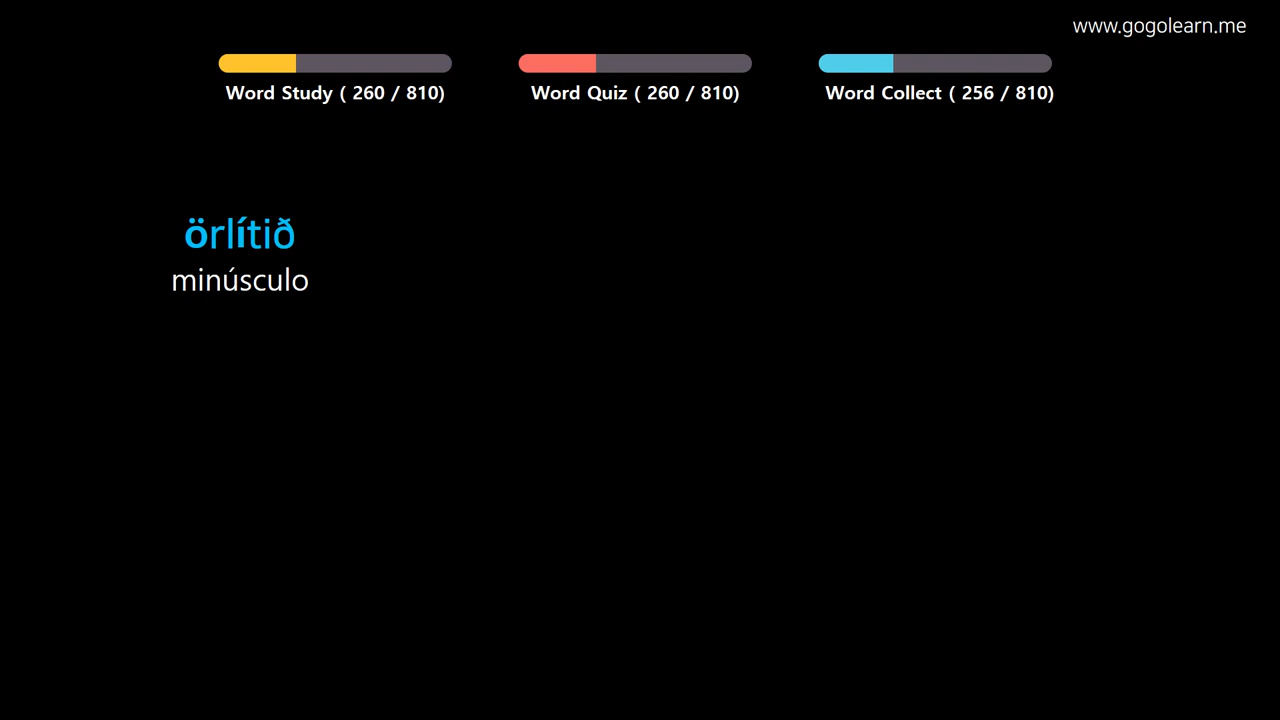 www.gogolearn.me
Word Study ( 260 / 810)
Word Quiz ( 260 / 810)
Word Collect ( 256 / 810)
örlítið
minúsculo